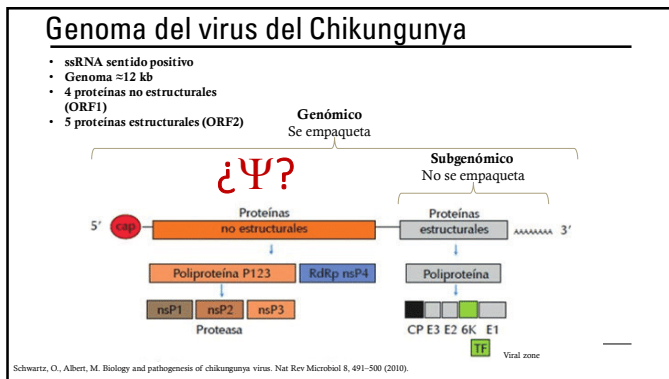 Genoma del virus del Chikungunya
• ssRNA sentido positivo
• Genoma ≈12 kb
• 4 proteínas no estructurales
(ORF1)
• 5 proteínas estructurales (ORF2)
Genómico
Se empaqueta
¿Ψ?
Subgenómico
No se empaqueta
5′ cap Proteínas
no estructurales
Proteínas
estructurales
AAAAAAAA 3′
Poliproteína P123 RdRp nsP4 Poliproteína
nsP1 nsP2 nsP3
Proteasa
CP E3 E2 6K E1
TF
Viral zone
Schwartz, O., Albert, M. Biology and pathogenesis of chikungunya virus. Nat Rev Microbiol 8, 491–500 (2010).